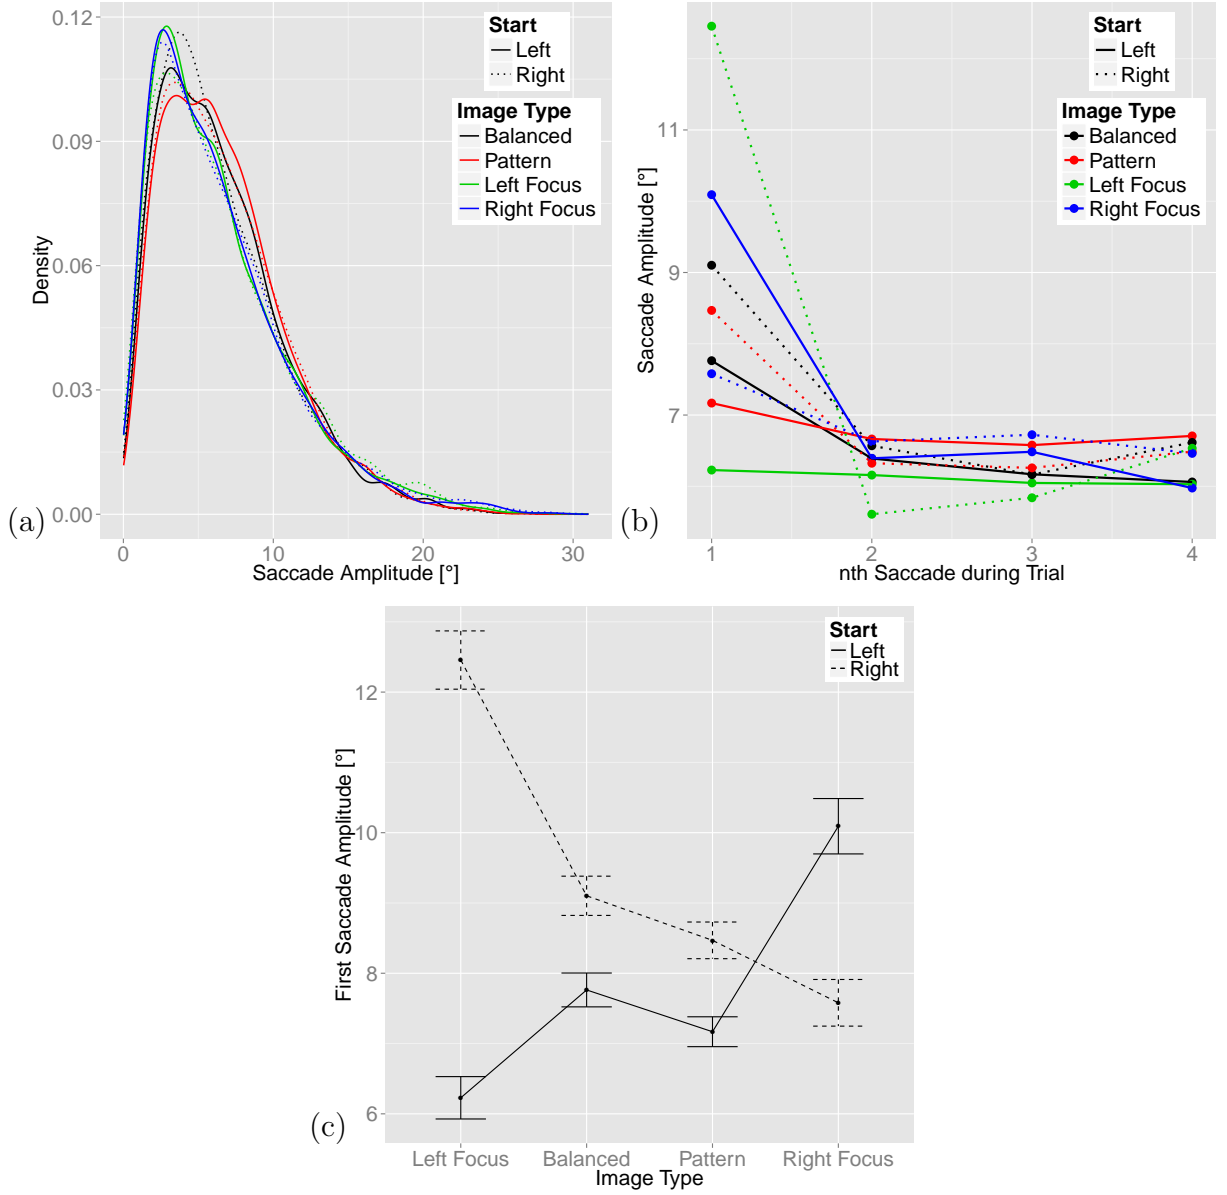 0.12
0.09
0.06
0.03
0.00
Density
0
10
20
30
Saccade Amplitude [°]
Start
Left
Right
Image Type
Balanced
Pattern
Left Focus
Right Focus
(a)
11
9
7
Saccade Amplitude [°]
1
2
3
4
nth Saccade during Trial
Start
Left
Right
Image Type
Balanced
Pattern
Left Focus
Right Focus
(b)
12
10
8
6
First Saccade Amplitude [°]
Left Focus
Balanced
Pattern
Right Focus
Image Type
Start
Left
Right
(c)